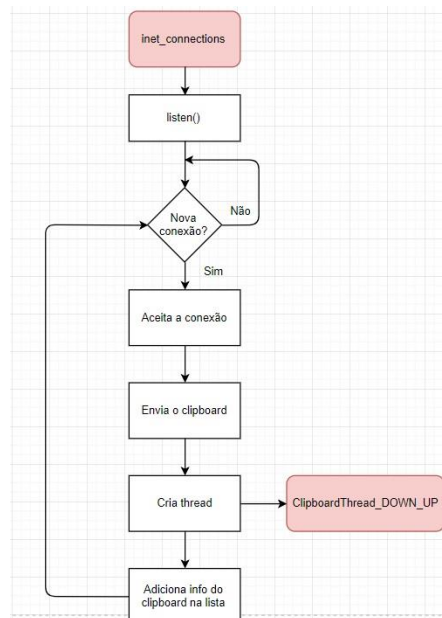 inet_connections
listen()
Nova
conexão?
Não
Sim
Aceita a conexão
Envia o clipboard
Cria thread
ClipboardThread_DOWN_UP
Adiciona info do
clipboard na lista